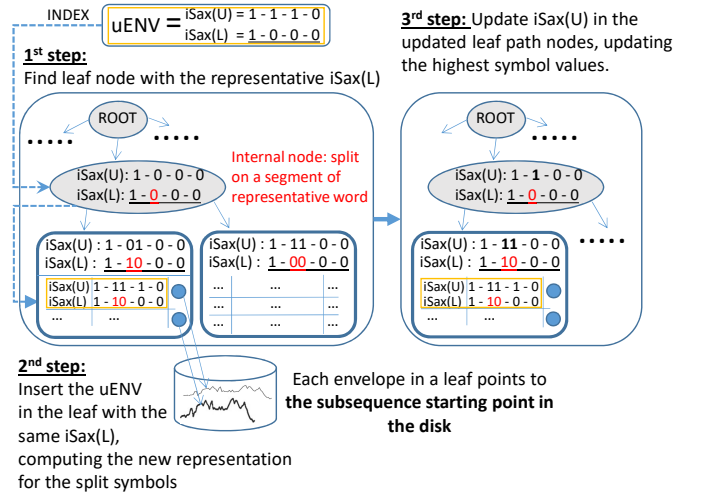 INDEX
uENV = iSax(U) = 1 - 1 - 1 - 0
iSax(L) = 1 - 0 - 0 - 0
1st step:
Find leaf node with the representative iSax(L)
3rd step: Update iSax(U) in the
updated leaf path nodes, updating
the highest symbol values.
ROOT
.....
.....
iSax(U): 1 - 0 - 0 - 0
iSax(L): 1 - 0 - 0 - 0
Internal node: split
on a segment of
representative word
iSax(U) : 1 - 01 - 0 - 0
iSax(L) : 1 - 10 - 0 - 0
iSax(U) 1 - 11 - 1 - 0
iSax(L) 1 - 10 - 0 - 0
... ...
iSax(U) : 1 - 11 - 0 - 0
iSax(L) : 1 - 00 - 0 - 0
... ... ...
... ... ...
... ... ...
ROOT
.....
iSax(U): 1 - 1 - 0 - 0
iSax(L): 1 - 0 - 0 - 0
.....
iSax(U) : 1 - 11 - 0 - 0
iSax(L) : 1 - 10 - 0 - 0
iSax(U) 1 - 11 - 1 - 0
iSax(L) 1 - 10 - 0 - 0
... ...
2nd step:
Insert the uENV
in the leaf with the
same iSax(L),
computing the new representation
for the split symbols
Each envelope in a leaf points to
the subsequence starting point in
the disk